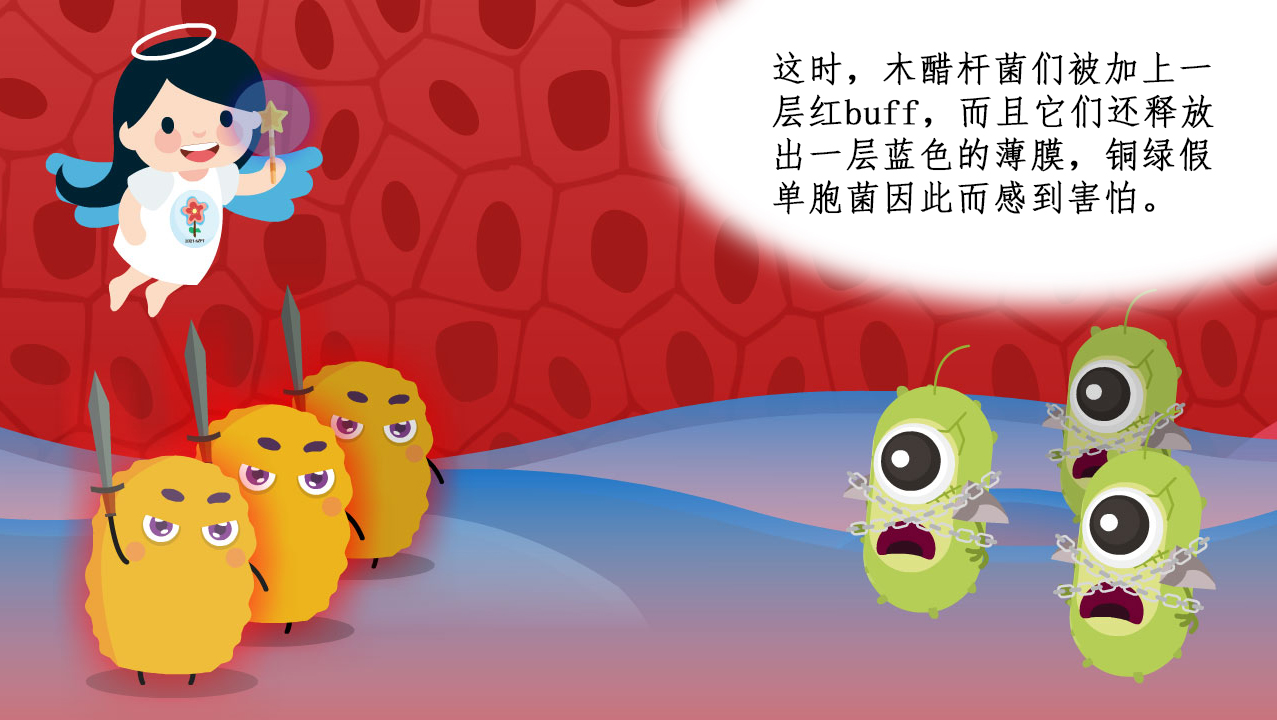 这时，木醋杆菌们被加上一
层红buff，而且它们还释放
出一层蓝色的薄膜，铜绿假
单胞菌因此而感到害怕。